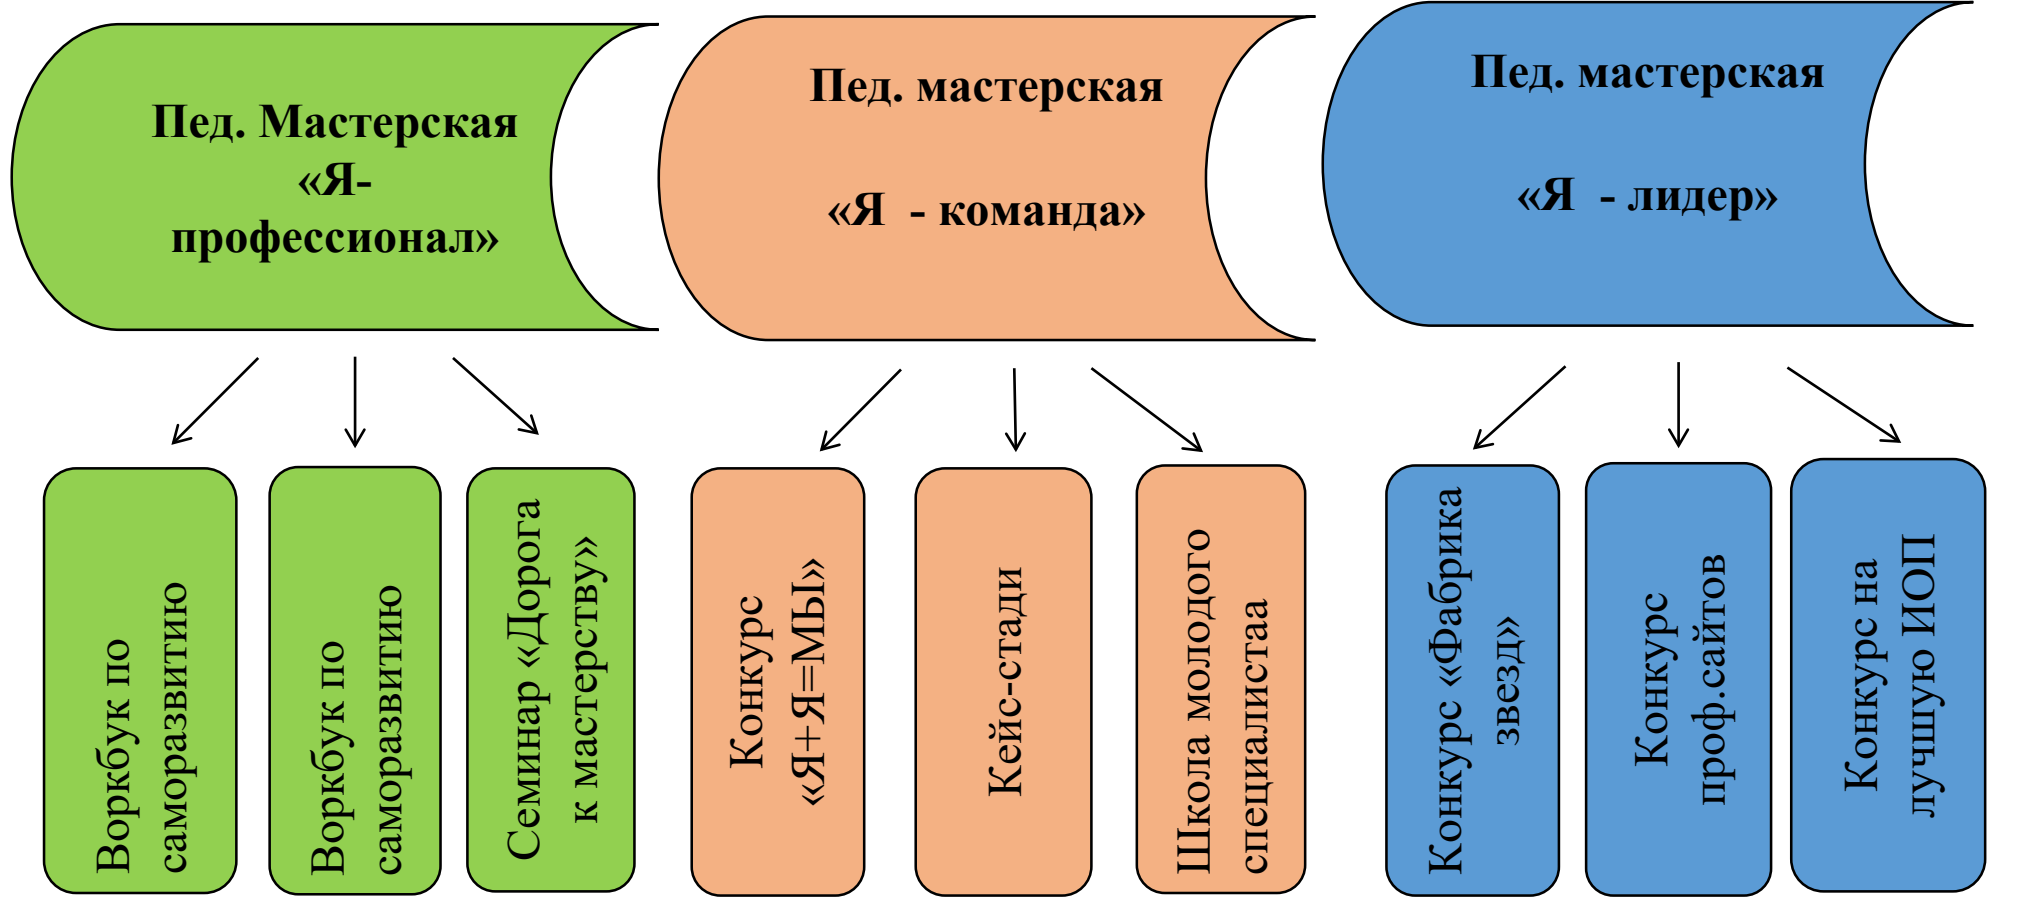 Пед. Мастерская
«Я-
профессионал»
Пед. мастерская
«Я - команда»
Пед. мастерская
«Я - лидер»
Воркбук по
саморазвитию
Воркбук по
саморазвитию
Семинар «Дорога
к мастерству»
Конкурс
«Я+Я=МЫ»
Кейс-стади
Школа молодого
специалистаа
Конкурс «Фабрика
звезд»
Конкурс
проф.сайтов
Конкурс на
лучшую ИОП